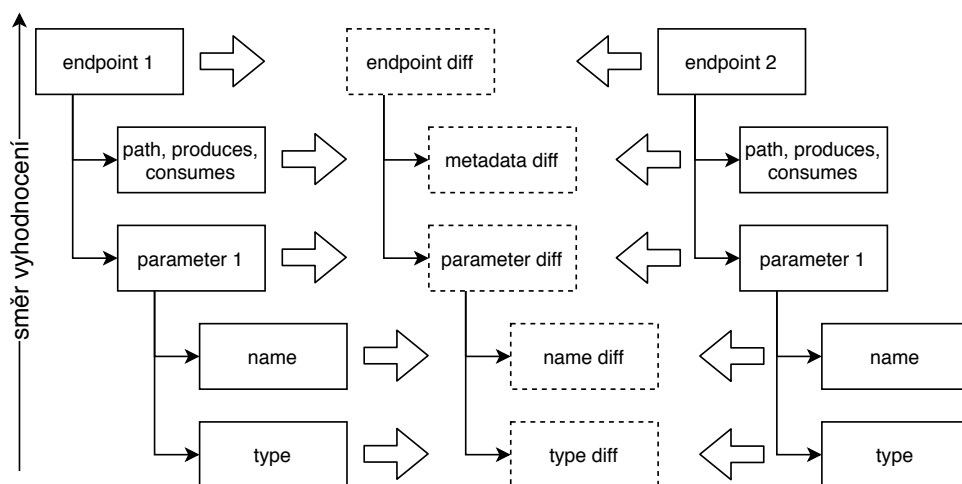 směr vyhodnocení
endpoint 1
endpoint diff
endpoint 2
path, produces,
consumes
metadata diff
path, produces,
consumes
parameter 1
parameter diff
parameter 1
name
name diff
name
type
type diff
type